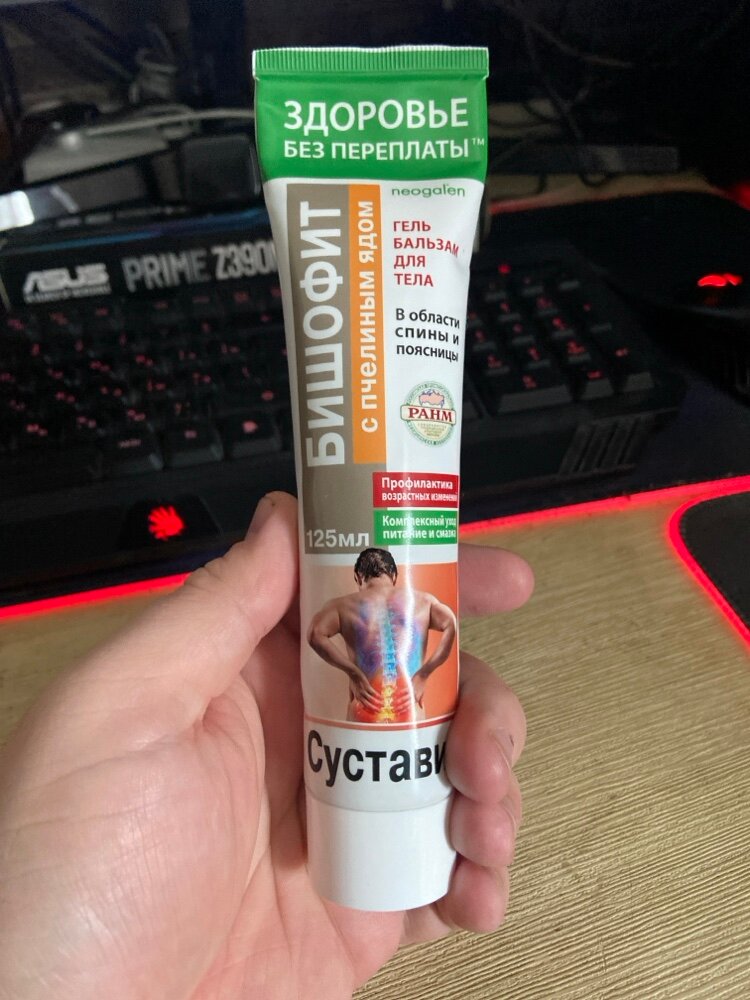 ЗДОРОВЬЕ
БЕЗ ПЕРЕПЛАТЫ™
neogalen
БИШОФИТ
с пчелиным ядом
ГЕЛЬ
БАЛЬЗАМ
ДЛЯ
ТЕЛА
В области
спины и
поясницы
РАНМ
Профилактика
возрастных изменений
Комплексный уход
питание и смазка
125мл
Сустави
ASUS
PRIME Z390